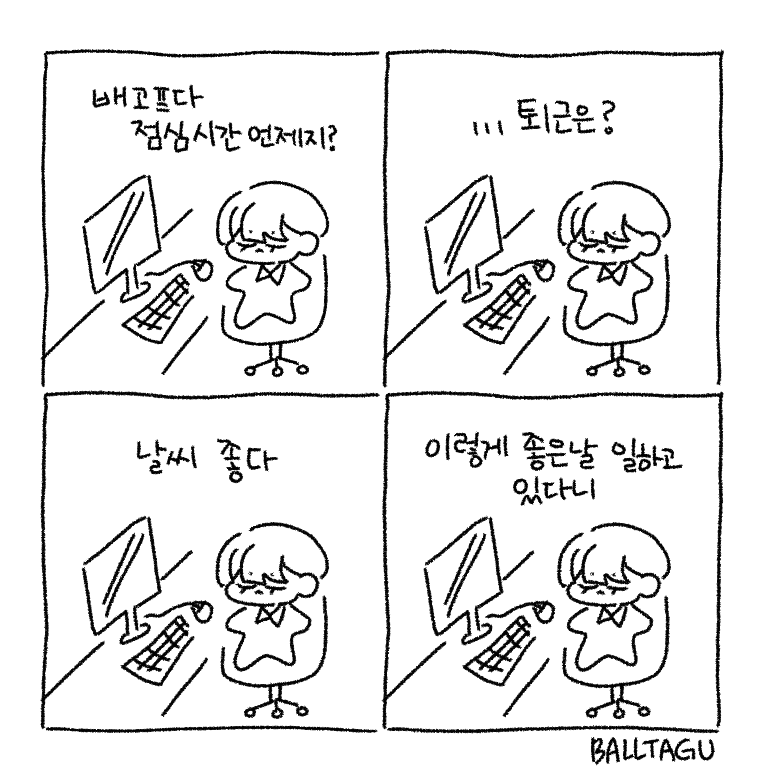 배고프다
점심시간 언제지?
... 퇴근은?
날씨 좋다
이렇게 좋은날 일하고
있다니
BALLTAGU